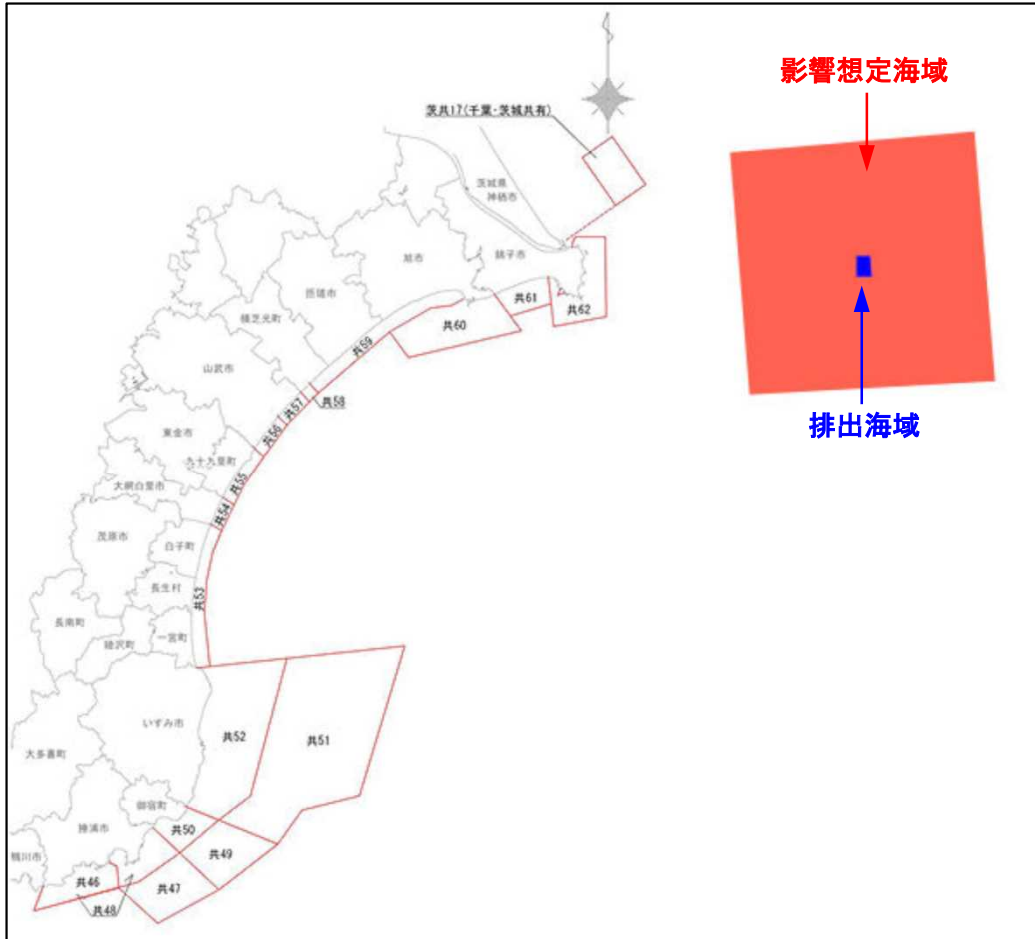 影響想定海域
茨共17(千葉・茨城共有)
茨城県
神栖市
銚子市
旭市
匝瑳市
横芝光町
共61
共62
共60
共59
山武市
共58
共57
排出海域
共56
東金市
九十九里町
共55
大網白里市
共54
茂原市
白子町
長生村
共53
長南町
睦沢町
一宮町
いすみ市
共52
共51
大多喜町
御宿町
勝浦市
共50
共49
鴨川市
共46
共47
共48